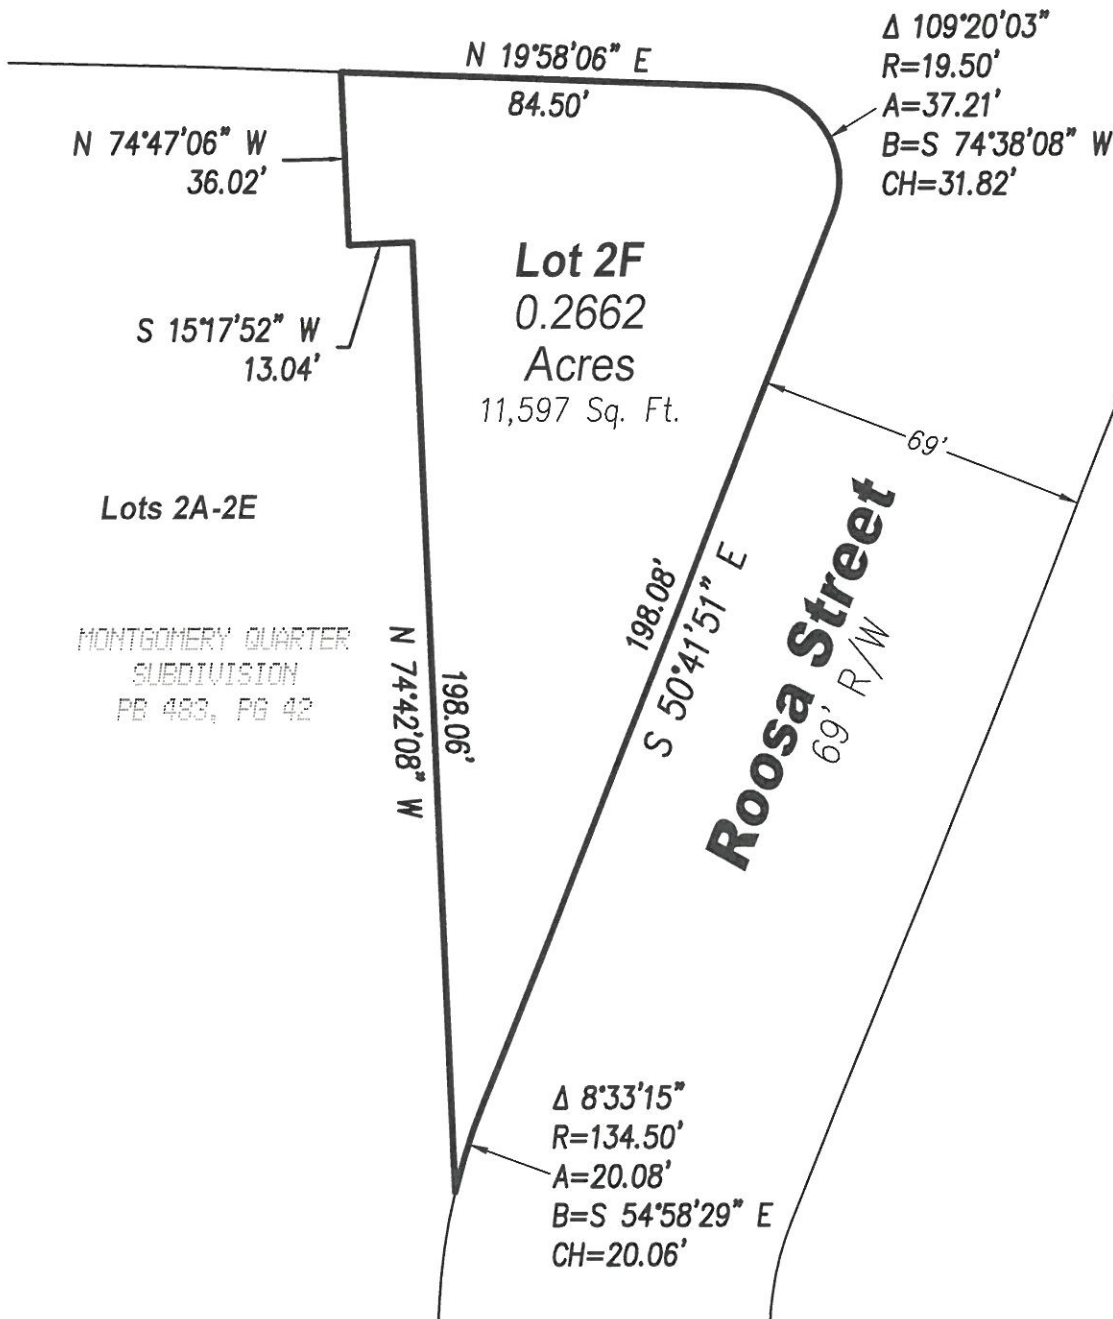 N 19°58'06" E
84.50'
Δ 109°20'03"
R=19.50'
A=37.21'
B=S 74°38'08" W
CH=31.82'
N 74°47'06" W
36.02'
S 15°17'52" W
13.04'
Lot 2F
0.2662
Acres
11,597 Sq. Ft.
69'
Lots 2A-2E
MONTGOMERY QUARTER
SUBDIVISION
PB 483, PG 42
N 74°42'08" W
198.06'
198.08'
S 50°41'51" E
Roosa Street
69' R/W
Δ 8°33'15"
R=134.50'
A=20.08'
B=S 54°58'29" E
CH=20.06'